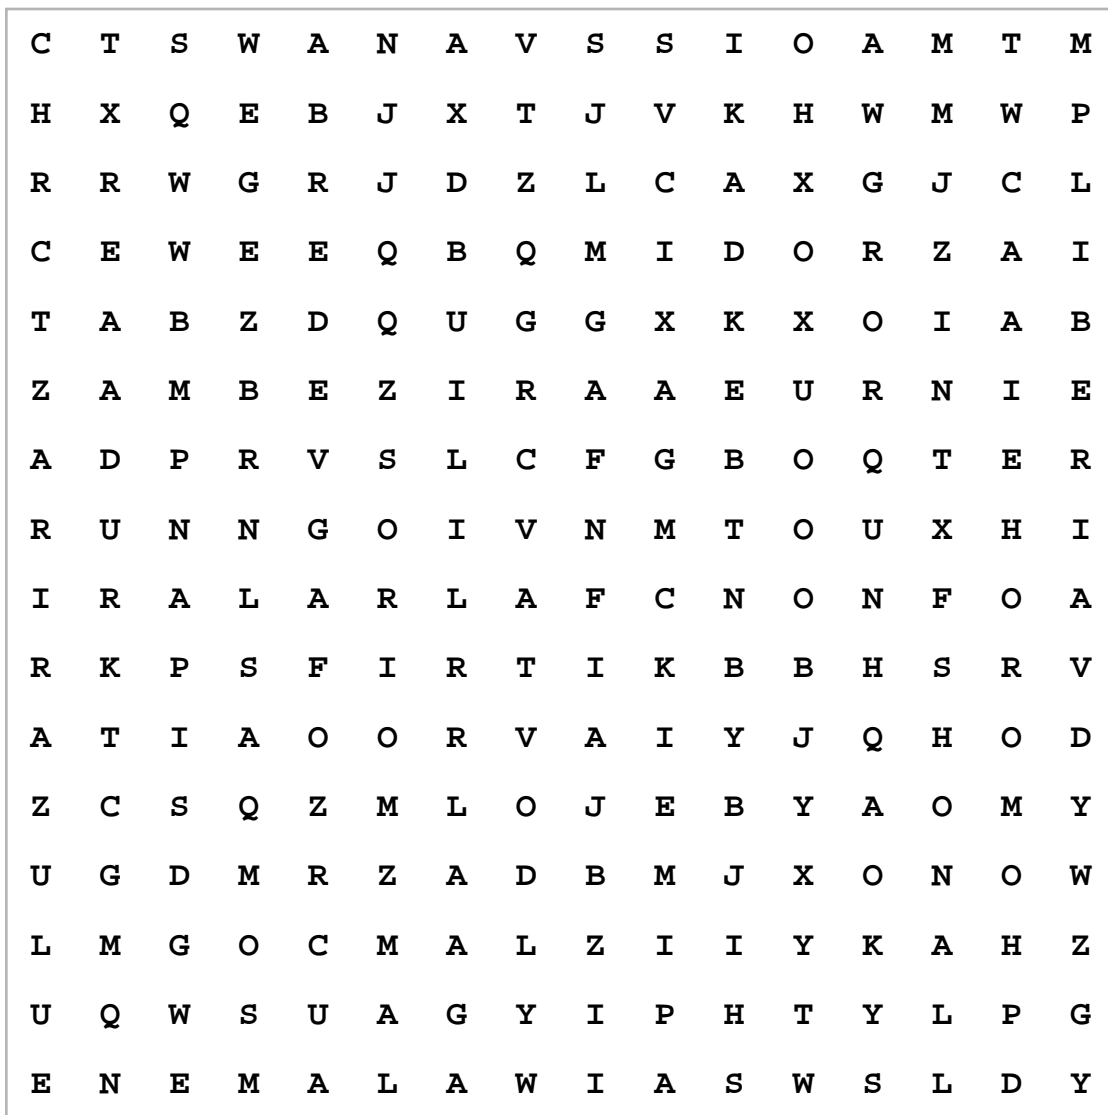 C T S W A N A V S S I O A M T M
H X Q E B J X T J V K H W M W P
R R W G R J D Z L C A X G J C L
C E W E E Q B Q M I D O R Z A I
T A B Z D Q U G G X K X O I A B
Z A M B E Z I R A A E U R N I E
A D P R V S L C F G B O Q T E R
R U N N G O I V N M T O U X H I
I R A L A R L A F C N O N F O A
R K P S F I R T I K B B H S R V
A T I A O O R V A I Y J Q H O D
Z C S Q Z M L O J E B Y A O M Y
U G D M R Z A D B M J X O N O W
L M G O C M A L Z I I Y K A H Z
U Q W S U A G Y I P H T Y L P G
E N E M A L A W I A S W S L D Y